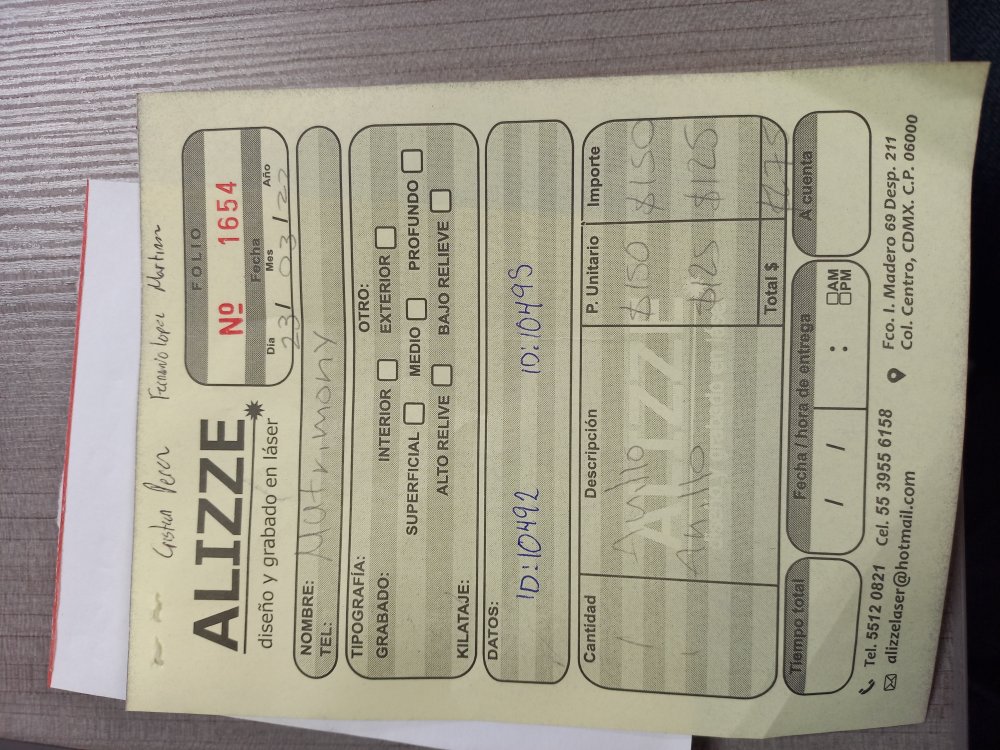 Cristian Perez Fernando Lopez Martinez
ALIZZE
diseño y grabado en láser
FOLIO
Nº 1654
Fecha
Dia Mes Año
23 / 03 / 22
NOMBRE: Matrimony
TEL:
TIPOGRAFÍA: OTRO:
GRABADO: INTERIOR EXTERIOR
SUPERFICIAL MEDIO PROFUNDO
ALTO RELIVE BAJO RELIEVE
KILATAJE:
DATOS:
ID:10492 ID:10495
Cantidad Descripción P. Unitario Importe
1 Anillo $150 $150
1 Anillo $125 $125
Total $ $275
Tiempo total Fecha / hora de entrega A cuenta
/ / : AM
PM
Tel. 5512 0821 Cel. 55 3955 6158
alizzelaser@hotmail.com
Fco. I. Madero 69 Desp. 211
Col. Centro, CDMX. C.P. 06000